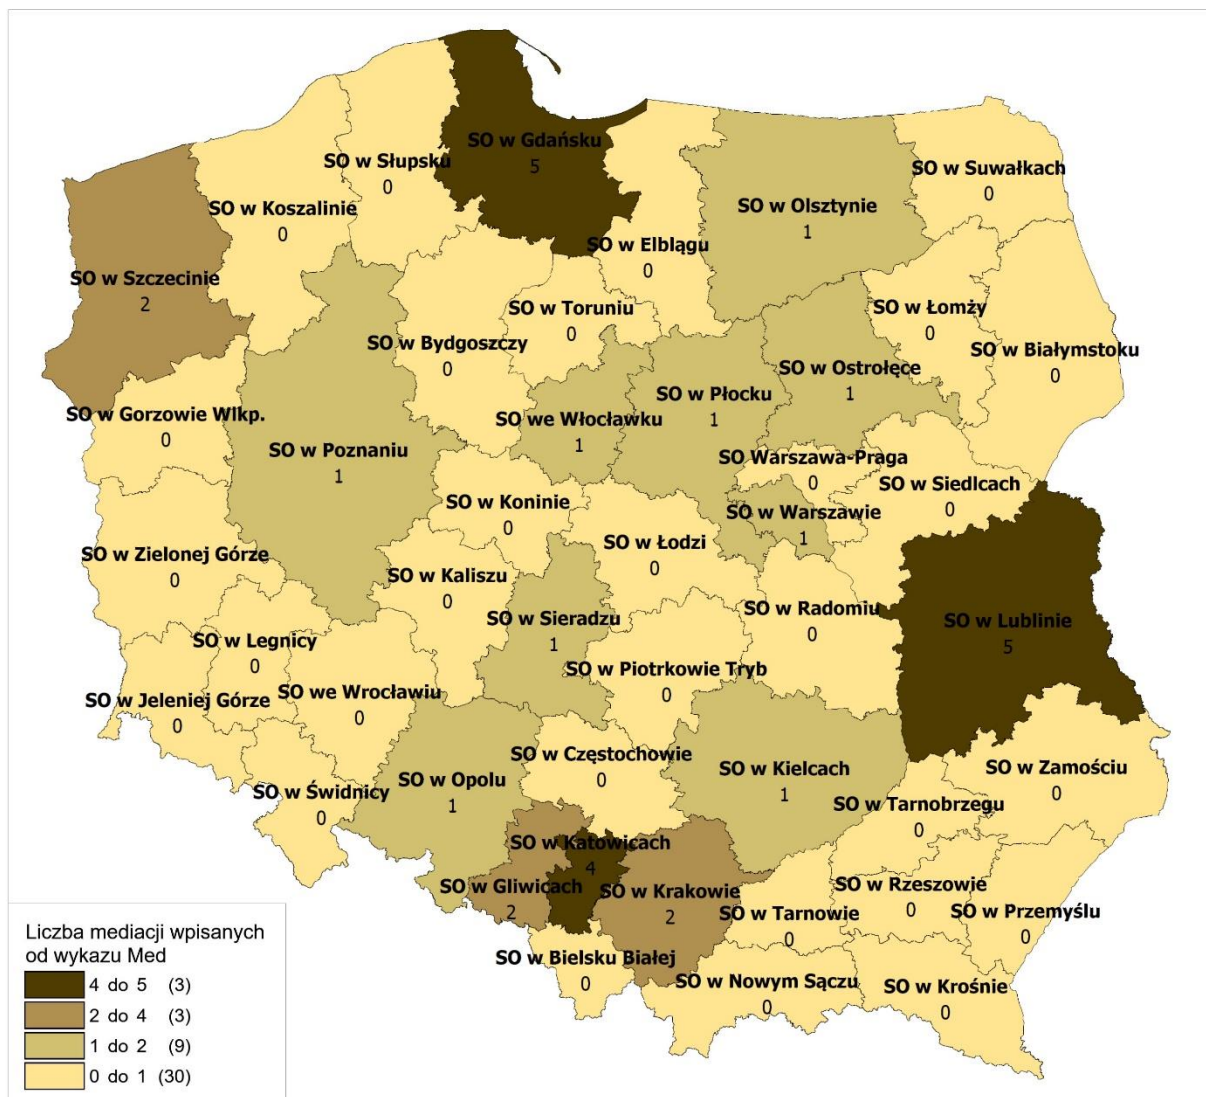 SO w Gdańsku
5
SO w Słupsku
0
SO w Suwałkach
0
SO w Koszalinie
0
SO w Olsztynie
1
SO w Elblągu
0
SO w Szczecinie
2
SO w Toruniu
0
SO w Łomży
0
SO w Bydgoszczy
0
SO w Białymstoku
0
SO w Ostrołęce
1
SO w Płocku
1
SO w Gorzowie Wlkp.
0
SO we Włocławku
1
SO w Poznaniu
1
SO Warszawa-Praga
0
SO w Siedlcach
0
SO w Koninie
0
SO w Warszawie
1
SO w Łodzi
0
SO w Zielonej Górze
0
SO w Kaliszu
0
SO w Radomiu
0
SO w Sieradzu
1
SO w Lublinie
5
SO w Legnicy
0
SO w Piotrkowie Tryb
0
SO we Wrocławiu
0
SO w Jeleniej Górze
0
SO w Częstochowie
0
SO w Kielcach
1
SO w Zamościu
0
SO w Opolu
1
SO w Świdnicy
0
SO w Tarnobrzegu
0
SO w Katowicach
4
SO w Gliwicach
2
SO w Krakowie
2
SO w Rzeszowie
0
SO w Tarnowie
0
SO w Przemyślu
0
SO w Bielsku Białej
0
SO w Nowym Sączu
0
SO w Krośnie
0
Liczba mediacji wpisanych
od wykazu Med
4 do 5 (3)
2 do 4 (3)
1 do 2 (9)
0 do 1 (30)